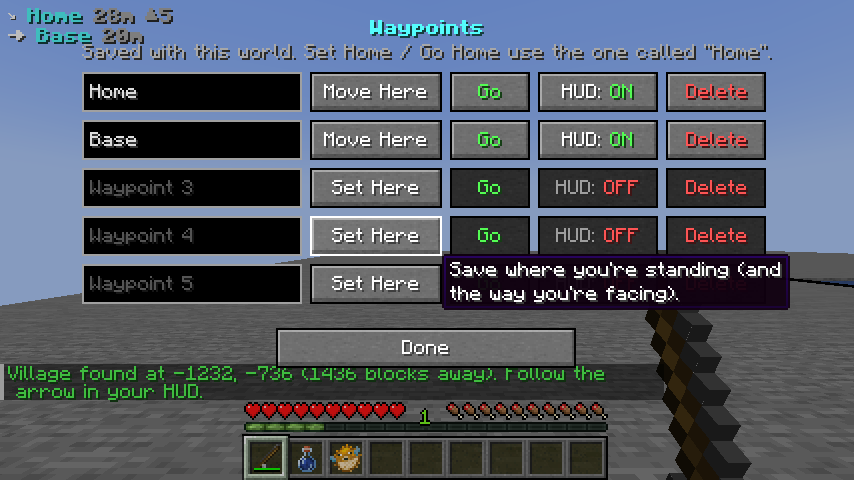 Home 26m ▲5
Base 29m
Waypoints
Saved with this world. Set Home / Go Home use the one called "Home".
Home Move Here Go HUD: ON Delete
Base Move Here Go HUD: ON Delete
Waypoint 3 Set Here Go HUD: OFF Delete
Waypoint 4 Set Here Go HUD: OFF Delete
Waypoint 5 Set Here
Save where you're standing (and
the way you're facing).
Done
Village found at -1232, -736 (1436 blocks away). Follow the
arrow in your HUD.
1